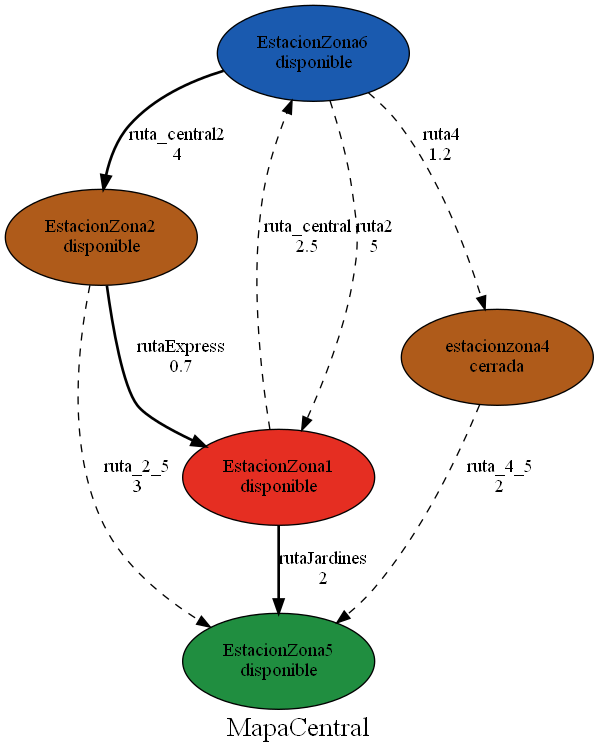 EstacionZona6
disponible
ruta_central2
4
ruta4
1.2
EstacionZona2
disponible
ruta_central
2.5
ruta2
5
rutaExpress
0.7
estacionzona4
cerrada
ruta_2_5
3
EstacionZona1
disponible
ruta_4_5
2
rutaJardines
2
EstacionZona5
disponible
MapaCentral